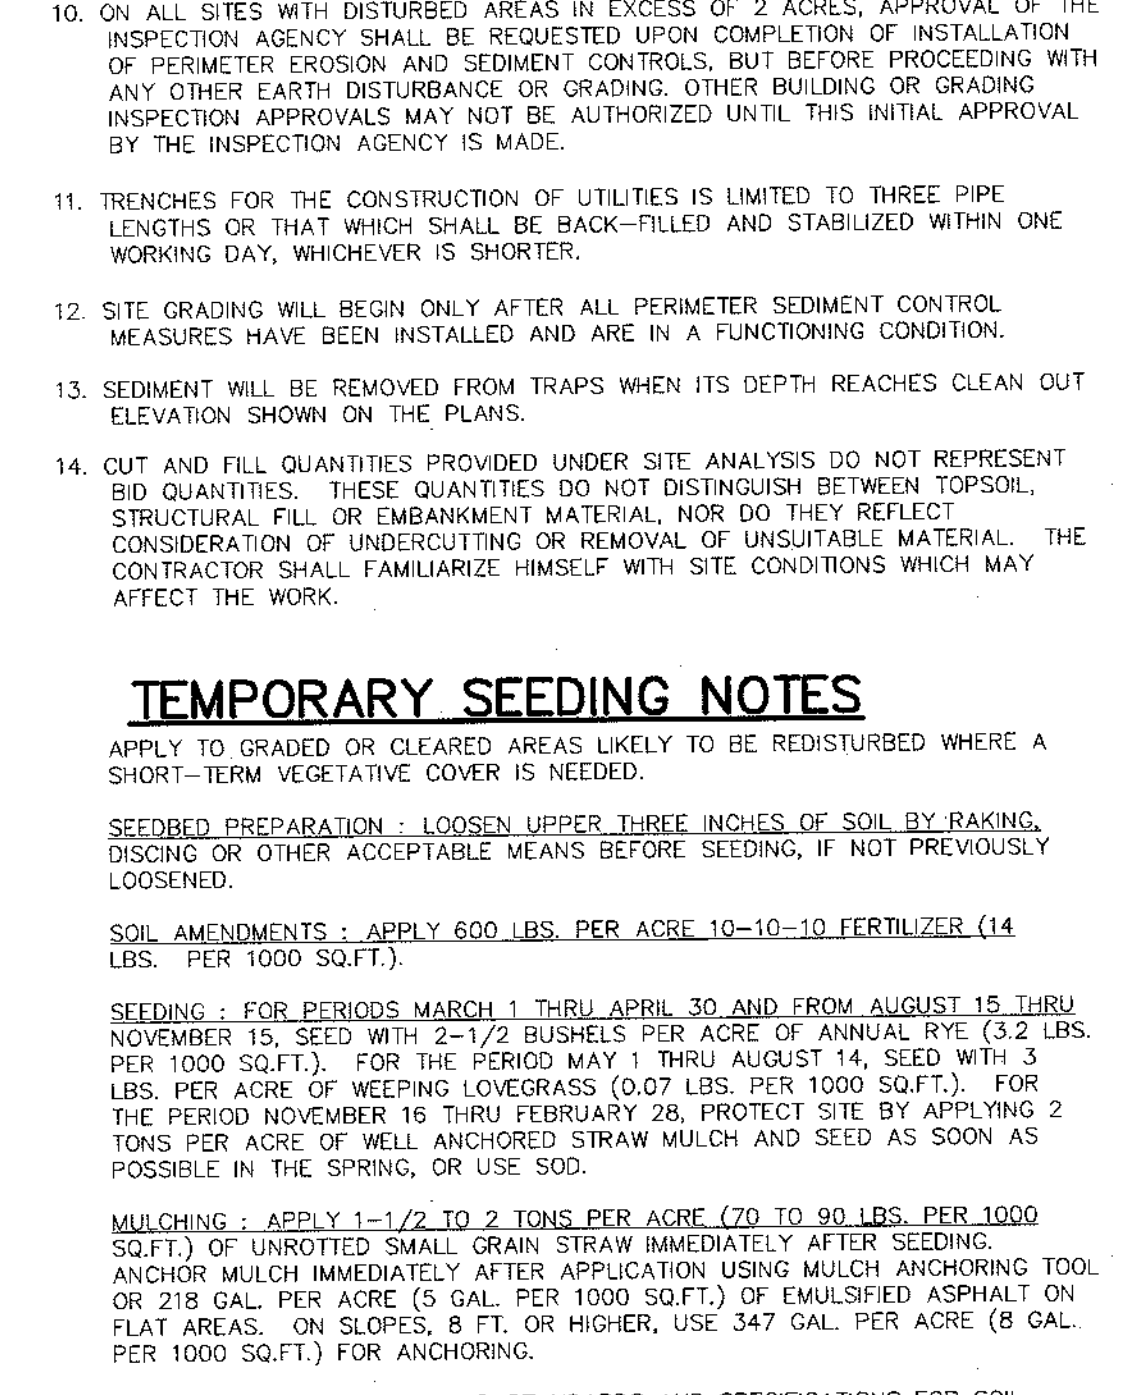 10. ON ALL SITES WITH DISTURBED AREAS IN EXCESS OF 2 ACRES, APPROVAL OF THE
INSPECTION AGENCY SHALL BE REQUESTED UPON COMPLETION OF INSTALLATION
OF PERIMETER EROSION AND SEDIMENT CONTROLS, BUT BEFORE PROCEEDING WITH
ANY OTHER EARTH DISTURBANCE OR GRADING. OTHER BUILDING OR GRADING
INSPECTION APPROVALS MAY NOT BE AUTHORIZED UNTIL THIS INITIAL APPROVAL
BY THE INSPECTION AGENCY IS MADE.
11. TRENCHES FOR THE CONSTRUCTION OF UTILITIES IS LIMITED TO THREE PIPE
LENGTHS OR THAT WHICH SHALL BE BACK-FILLED AND STABILIZED WITHIN ONE
WORKING DAY, WHICHEVER IS SHORTER.
12. SITE GRADING WILL BEGIN ONLY AFTER ALL PERIMETER SEDIMENT CONTROL
MEASURES HAVE BEEN INSTALLED AND ARE IN A FUNCTIONING CONDITION.
13. SEDIMENT WILL BE REMOVED FROM TRAPS WHEN ITS DEPTH REACHES CLEAN OUT
ELEVATION SHOWN ON THE PLANS.
14. CUT AND FILL QUANTITIES PROVIDED UNDER SITE ANALYSIS DO NOT REPRESENT
BID QUANTITIES. THESE QUANTITIES DO NOT DISTINGUISH BETWEEN TOPSOIL,
STRUCTURAL FILL OR EMBANKMENT MATERIAL, NOR DO THEY REFLECT
CONSIDERATION OF UNDERCUTTING OR REMOVAL OF UNSUITABLE MATERIAL. THE
CONTRACTOR SHALL FAMILIARIZE HIMSELF WITH SITE CONDITIONS WHICH MAY
AFFECT THE WORK.
TEMPORARY SEEDING NOTES
APPLY TO GRADED OR CLEARED AREAS LIKELY TO BE REDISTURBED WHERE A
SHORT-TERM VEGETATIVE COVER IS NEEDED.
SEEDBED PREPARATION : LOOSEN UPPER THREE INCHES OF SOIL BY RAKING,
DISCING OR OTHER ACCEPTABLE MEANS BEFORE SEEDING, IF NOT PREVIOUSLY
LOOSENED.
SOIL AMENDMENTS : APPLY 600 LBS. PER ACRE 10-10-10 FERTILIZER (14
LBS. PER 1000 SQ.FT.).
SEEDING : FOR PERIODS MARCH 1 THRU APRIL 30 AND FROM AUGUST 15 THRU
NOVEMBER 15, SEED WITH 2-1/2 BUSHELS PER ACRE OF ANNUAL RYE (3.2 LBS.
PER 1000 SQ.FT.). FOR THE PERIOD MAY 1 THRU AUGUST 14, SEED WITH 3
LBS. PER ACRE OF WEEPING LOVEGRASS (0.07 LBS. PER 1000 SQ.FT.). FOR
THE PERIOD NOVEMBER 16 THRU FEBRUARY 28, PROTECT SITE BY APPLYING 2
TONS PER ACRE OF WELL ANCHORED STRAW MULCH AND SEED AS SOON AS
POSSIBLE IN THE SPRING, OR USE SOD.
MULCHING : APPLY 1-1/2 TO 2 TONS PER ACRE (70 TO 90 LBS. PER 1000
SQ.FT.) OF UNROTTED SMALL GRAIN STRAW IMMEDIATELY AFTER SEEDING.
ANCHOR MULCH IMMEDIATELY AFTER APPLICATION USING MULCH ANCHORING TOOL
OR 218 GAL. PER ACRE (5 GAL. PER 1000 SQ.FT.) OF EMULSIFIED ASPHALT ON
FLAT AREAS. ON SLOPES, 8 FT. OR HIGHER, USE 347 GAL. PER ACRE (8 GAL.
PER 1000 SQ.FT.) FOR ANCHORING.